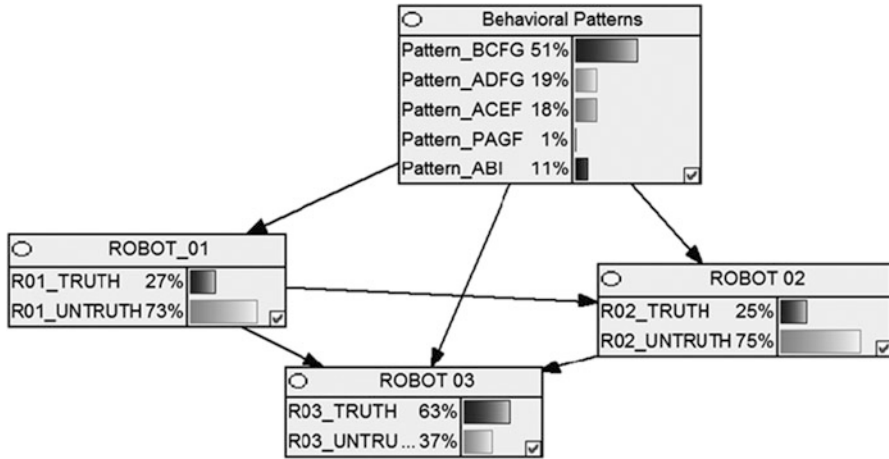 Behavioral Patterns
Pattern_BCFG 51%
Pattern_ADFG 19%
Pattern_ACEF 18%
Pattern_PAGF 1%
Pattern_ABI 11%
ROBOT_01
R01_TRUTH 27%
R01_UNTRUTH 73%
ROBOT 02
R02_TRUTH 25%
R02_UNTRUTH 75%
ROBOT 03
R03_TRUTH 63%
R03_UNTRU ... 37%